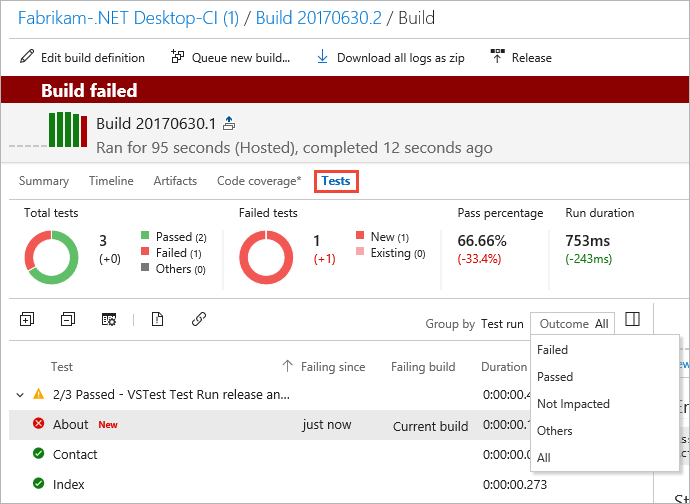 Fabrikam-.NET Desktop-CI (1) / Build 20170630.2 / Build
Edit build definition Queue new build... Download all logs as zip Release
Build failed
Build 20170630.1
Ran for 95 seconds (Hosted), completed 12 seconds ago
Summary Timeline Artifacts Code coverage* Tests
Total tests Failed tests Pass percentage Run duration
3 Passed (2) 1 New (1) 66.66% 753ms
(+0) Failed (1) (+1) Existing (0) (-33.4%) (-243ms)
Others (0)
Group by Test run Outcome All
Test Failing since Failing build Duration
2/3 Passed - VSTest Test Run release an... 0:00:00.
About New just now Current build 0:00:00.
Contact 0:00:00.
Index 0:00:00.273
Failed
Passed
Not Impacted
Others
All